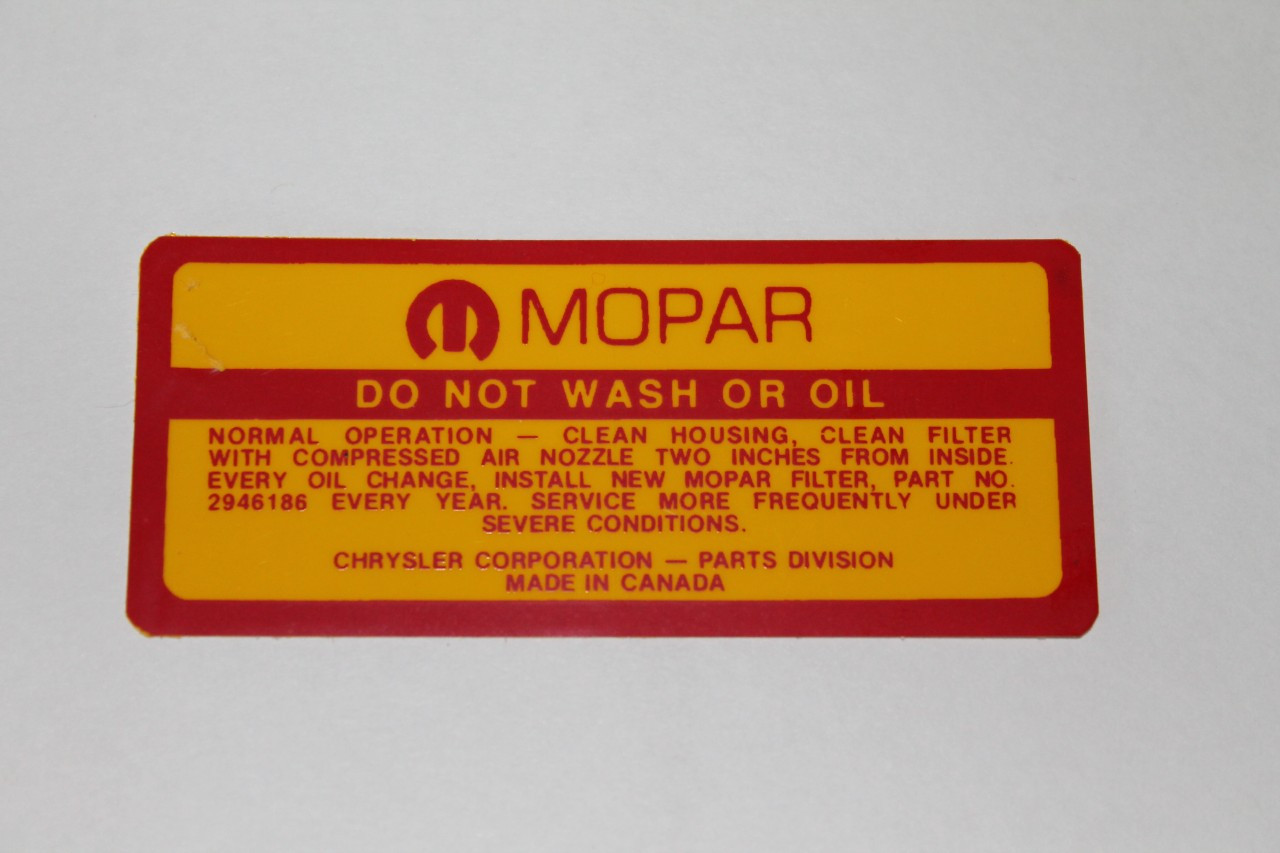 MOPAR
DO NOT WASH OR OIL
NORMAL OPERATION — CLEAN HOUSING, CLEAN FILTER
WITH COMPRESSED AIR NOZZLE TWO INCHES FROM INSIDE.
EVERY OIL CHANGE, INSTALL NEW MOPAR FILTER, PART NO.
2946186 EVERY YEAR. SERVICE MORE FREQUENTLY UNDER
SEVERE CONDITIONS.
CHRYSLER CORPORATION — PARTS DIVISION
MADE IN CANADA